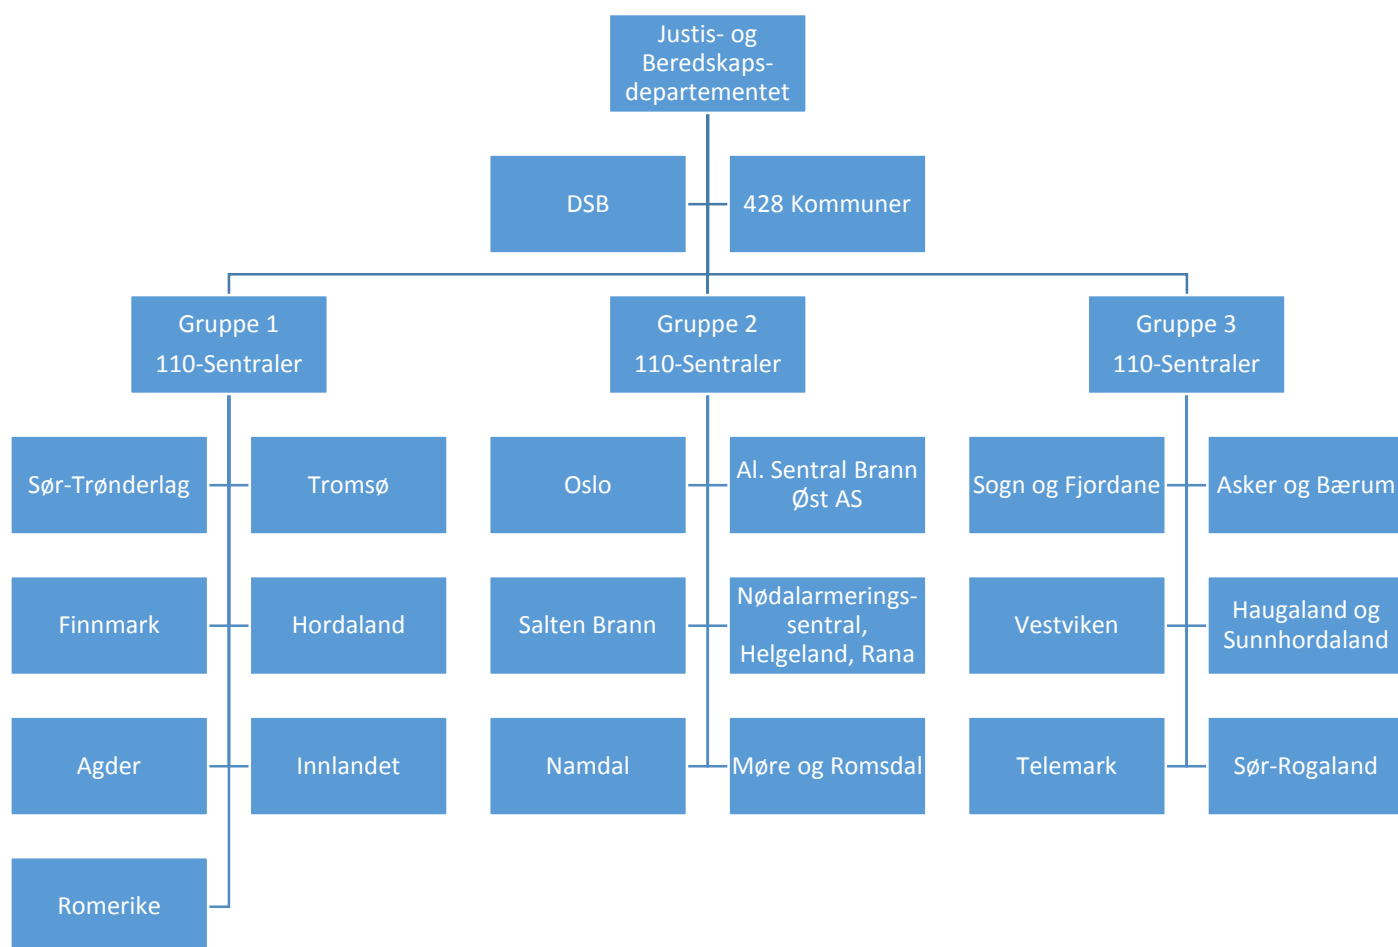 Justis- og
Beredskaps-
departementet
DSB
428 Kommuner
Gruppe 1
110-Sentraler
Gruppe 2
110-Sentraler
Gruppe 3
110-Sentraler
Sør-Trønderlag
Tromsø
Oslo
Al. Sentral Brann
Øst AS
Sogn og Fjordane
Asker og Bærum
Finnmark
Hordaland
Salten Brann
Nødalarmerings-
sentral,
Helgeland, Rana
Vestviken
Haugaland og
Sunnhordaland
Agder
Innlandet
Namdal
Møre og Romsdal
Telemark
Sør-Rogaland
Romerike